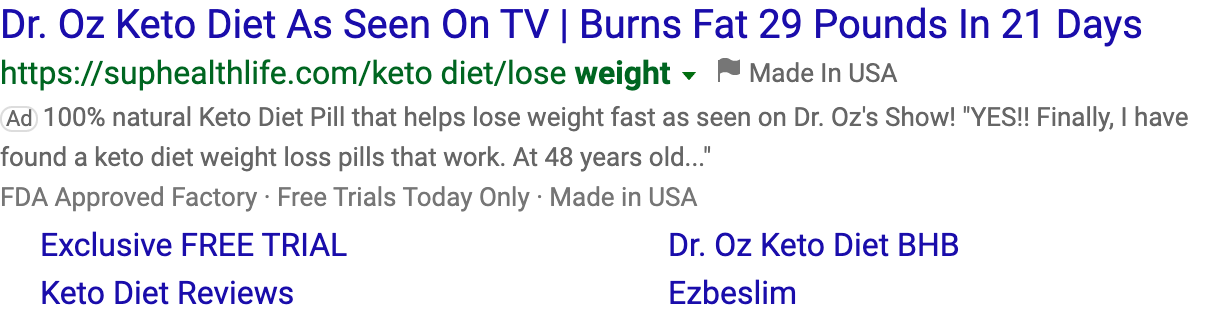 Dr. Oz Keto Diet As Seen On TV | Burns Fat 29 Pounds In 21 Days
https://suphealthlife.com/keto diet/lose weight Made In USA
Ad 100% natural Keto Diet Pill that helps lose weight fast as seen on Dr. Oz's Show! "YES!! Finally, I have
found a keto diet weight loss pills that work. At 48 years old..."
FDA Approved Factory · Free Trials Today Only · Made in USA
Exclusive FREE TRIAL Dr. Oz Keto Diet BHB
Keto Diet Reviews Ezbeslim